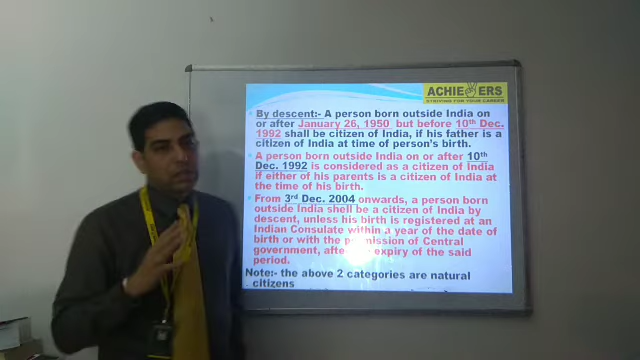 ACHIEVERS
STRIVING FOR YOUR CAREER
By descent:- A person born outside India on
or after January 26, 1950 but before 10th Dec.
1992 shall be citizen of India, if his father is a
citizen of India at time of person's birth.
A person born outside India on or after 10th
Dec. 1992 is considered as a citizen of India
if either of his parents is a citizen of India at
the time of his birth.
From 3rd Dec. 2004 onwards, a person born
outside India shall be a citizen of India by
descent, unless his birth is registered at an
Indian Consulate within a year of the date of
birth or with the permission of Central
government, after expiry of the said
period.
Note:- the above 2 categories are natural
citizens